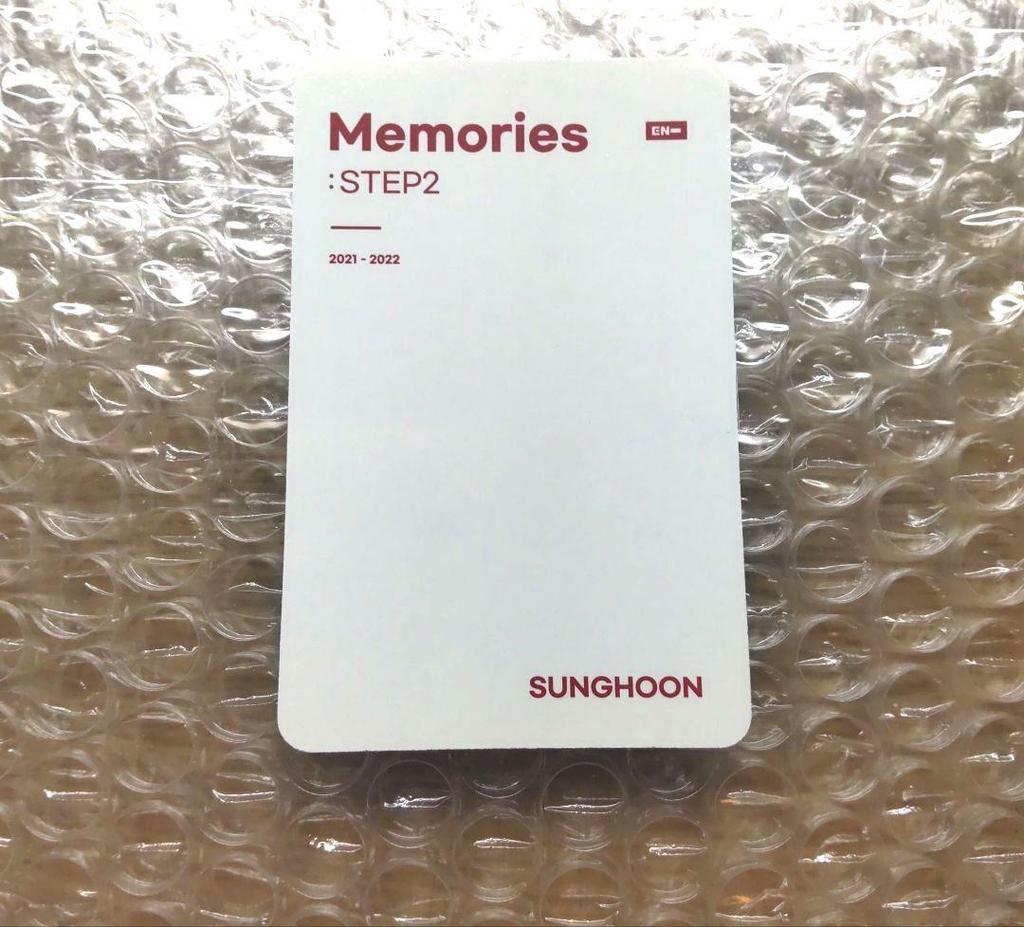 Memories
EN-
:STEP2
2021 - 2022
SUNGHOON